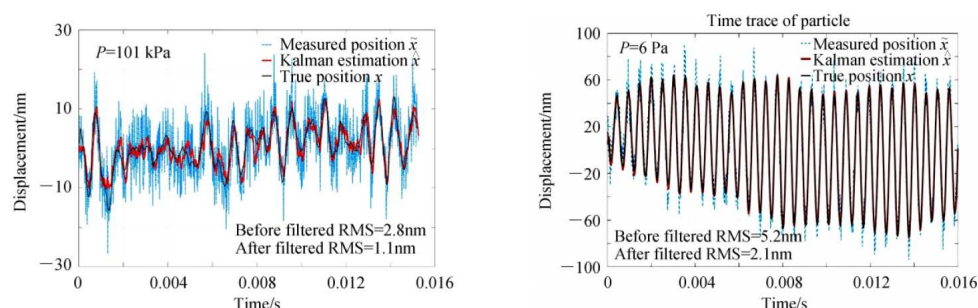 30
10
−10
−30
0
0.004
0.008
0.012
0.016
Displacement/nm
Time/s
P=101 kPa
Measured position x̃
Kalman estimation x̂
True position x
Before filtered RMS=2.8nm
After filtered RMS=1.1nm
Time trace of particle
100
60
20
−20
−60
−100
0
0.004
0.008
0.012
0.016
Displacement/nm
Time/s
P=6 Pa
Measured position x̃
Kalman estimation x̂
True position x
Before filtered RMS=5.2nm
After filtered RMS=2.1nm